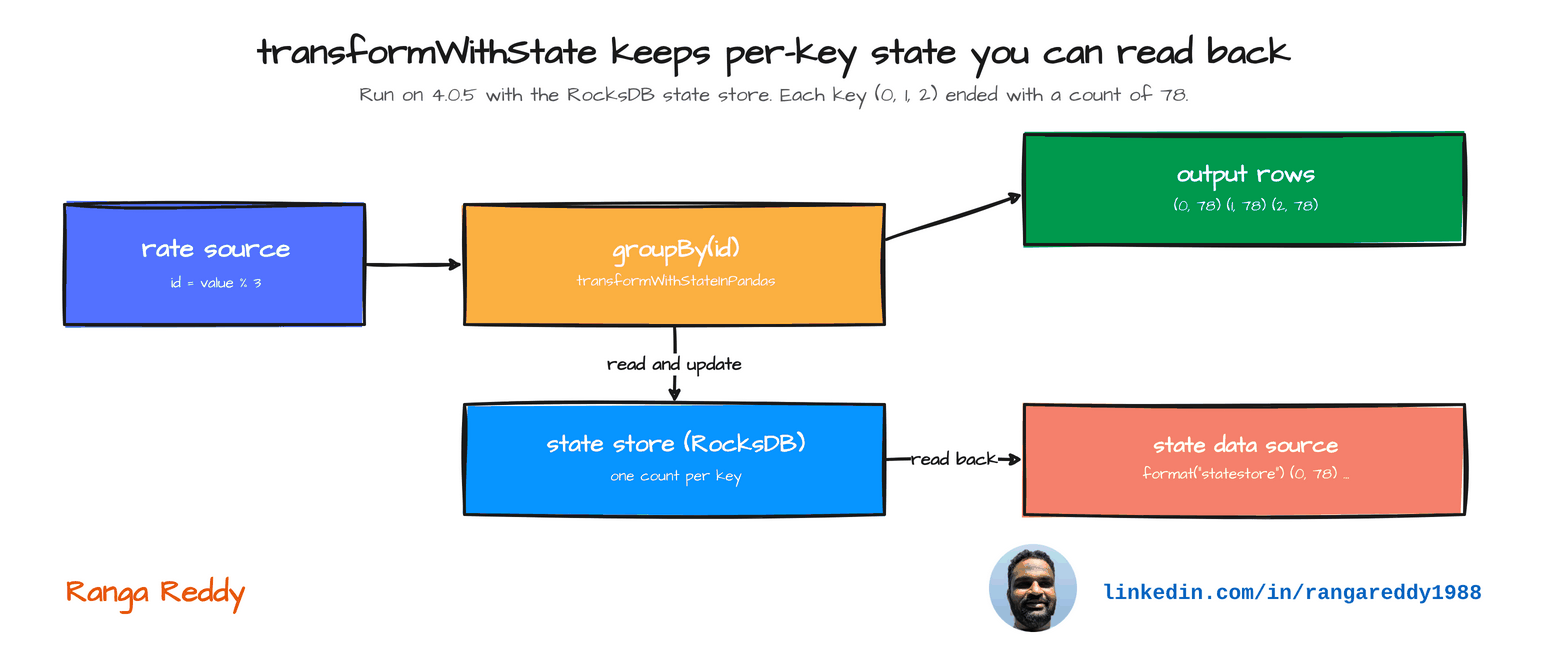 transformWithState keeps per-key state you can read back
Run on 4.0.5 with the RocksDB state store. Each key (0, 1, 2) ended with a count of 78.
output rows
(0, 78) (1, 78) (2, 78)
rate source
id = value % 3
groupBy(id)
transformWithStateInPandas
read and update
state store (RocksDB)
one count per key
read back
state data source
format("statestore") (0, 78) ...
Ranga Reddy
linkedin.com/in/rangareddy1988